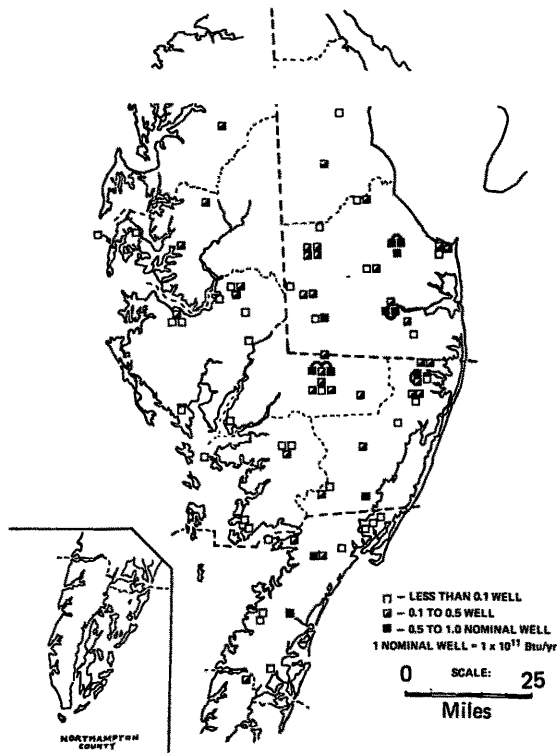 □ – LESS THAN 0.1 WELL
◪ – 0.1 TO 0.5 WELL
■ – 0.5 TO 1.0 NOMINAL WELL
1 NOMINAL WELL = 1 x 10¹¹ Btu/yr
0 SCALE: 25
Miles
NORTHAMPTON
COUNTY